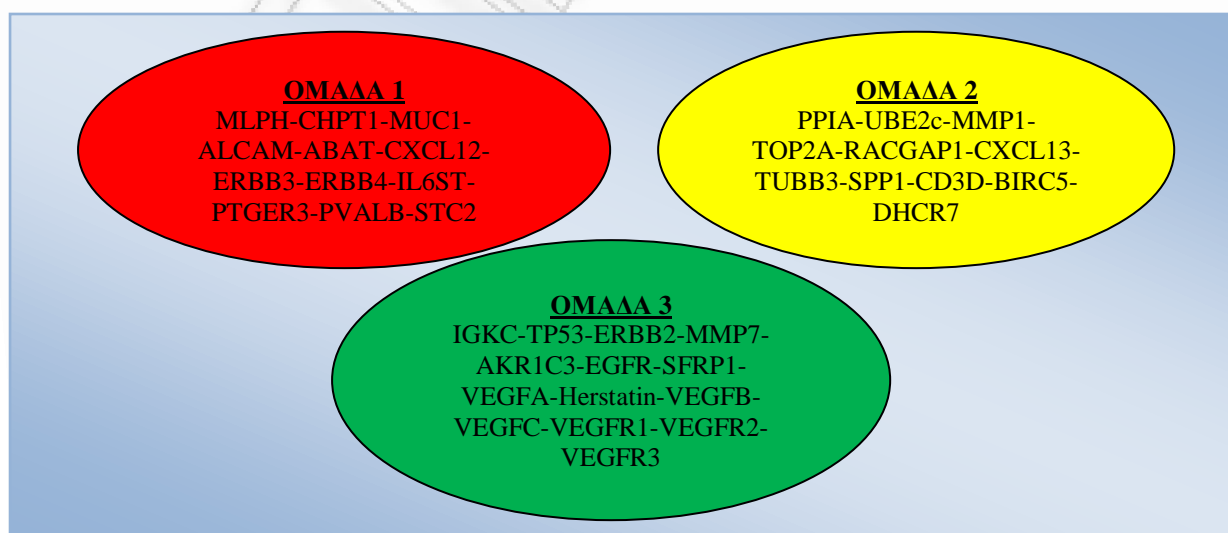 ΟΜΑΔΑ 1
MLPH-CHPT1-MUC1-
ALCAM-ABAT-CXCL12-
ERBB3-ERBB4-IL6ST-
PTGER3-PVALB-STC2
ΟΜΑΔΑ 2
PPIA-UBE2c-MMP1-
TOP2A-RACGAP1-CXCL13-
TUBB3-SPP1-CD3D-BIRC5-
DHCR7
ΟΜΑΔΑ 3
IGKC-TP53-ERBB2-MMP7-
AKR1C3-EGFR-SFRP1-
VEGFA-Herstatin-VEGFB-
VEGFC-VEGFR1-VEGFR2-
VEGFR3